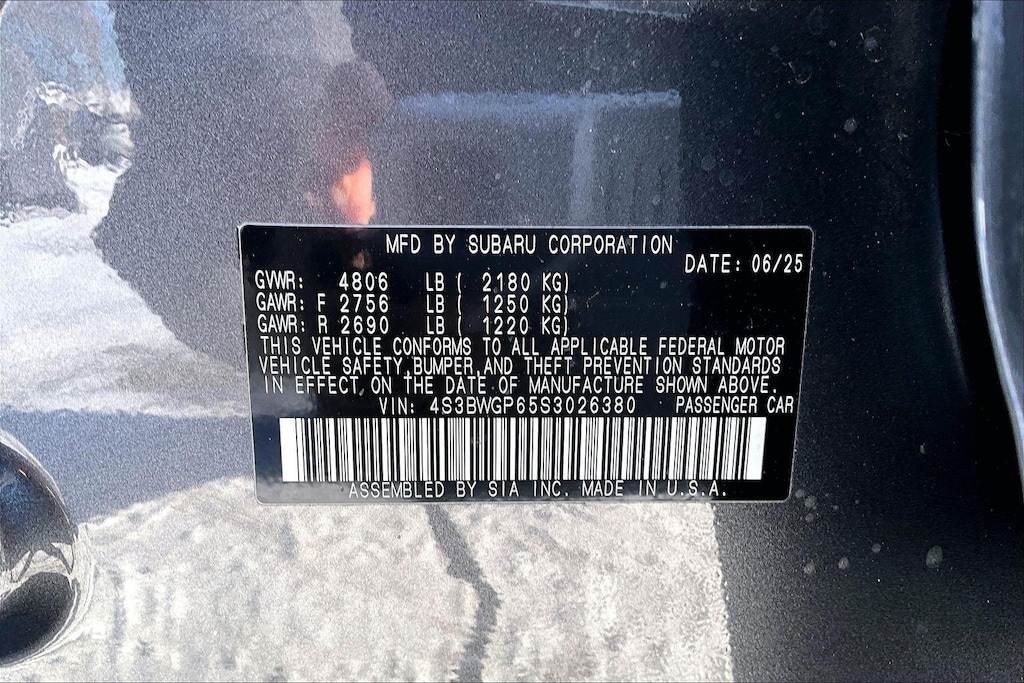 MFD BY SUBARU CORPORATION
DATE: 06/25
GVWR: 4806 LB ( 2180 KG)
GAWR: F 2756 LB ( 1250 KG)
GAWR: R 2690 LB ( 1220 KG)
THIS VEHICLE CONFORMS TO ALL APPLICABLE FEDERAL MOTOR
VEHICLE SAFETY,BUMPER,AND THEFT PREVENTION STANDARDS
IN EFFECT ON THE DATE OF MANUFACTURE SHOWN ABOVE.
VIN: 4S3BWGP65S3026380 PASSENGER CAR
ASSEMBLED BY SIA INC. MADE IN U.S.A.